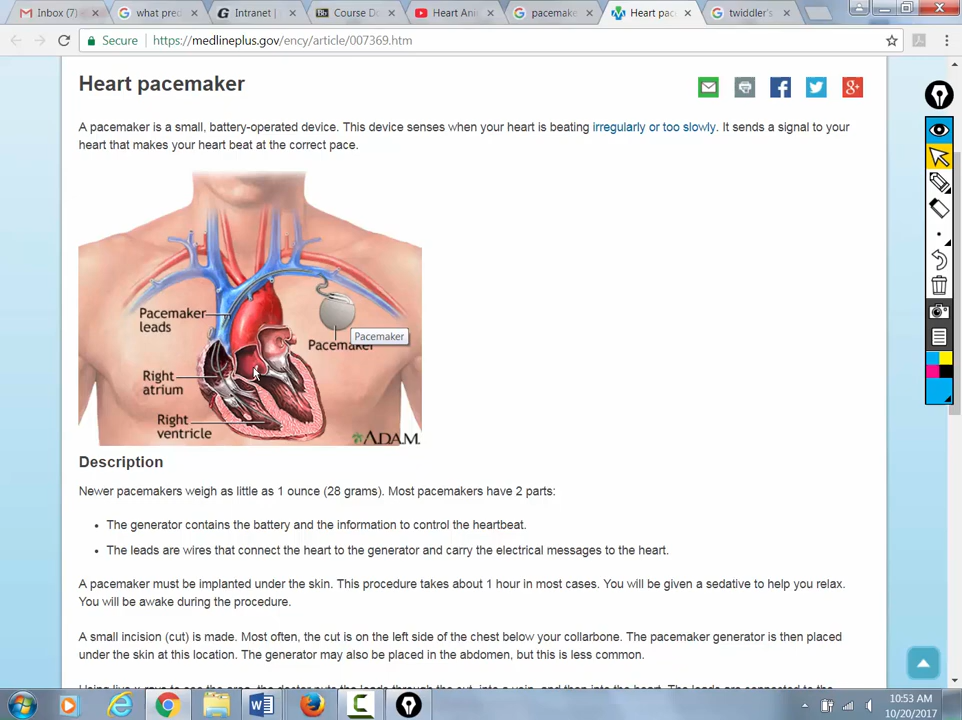 Inbox (7
what pred
Intranet |
Course Do
Heart Ani
pacemake
Heart pac
twiddler's
Secure | https://medlineplus.gov/ency/article/007369.htm
Heart pacemaker
A pacemaker is a small, battery-operated device. This device senses when your heart is beating irregularly or too slowly. It sends a signal to your
heart that makes your heart beat at the correct pace.
Pacemaker
leads
Pacemaker
Pacemaker
Right
atrium
Right
ventricle
ADAM.
Description
Newer pacemakers weigh as little as 1 ounce (28 grams). Most pacemakers have 2 parts:
• The generator contains the battery and the information to control the heartbeat.
• The leads are wires that connect the heart to the generator and carry the electrical messages to the heart.
A pacemaker must be implanted under the skin. This procedure takes about 1 hour in most cases. You will be given a sedative to help you relax.
You will be awake during the procedure.
A small incision (cut) is made. Most often, the cut is on the left side of the chest below your collarbone. The pacemaker generator is then placed
under the skin at this location. The generator may also be placed in the abdomen, but this is less common.
10:53 AM
10/20/2017